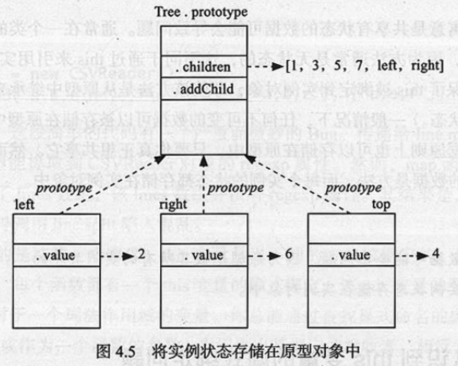 Tree . prototype
children
[1, 3, 5, 7, left, right]
addChild
prototype
prototype
prototype
left
right
top
value
2
value
6
value
4
图 4.5 将实例状态存储在原型对象中